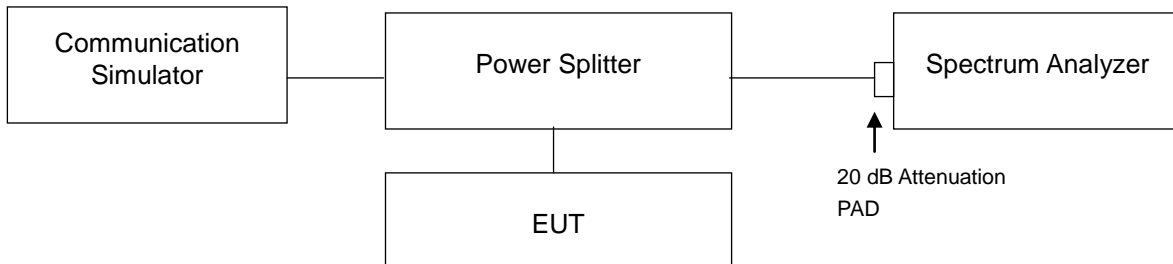 Communication
Simulator
Power Splitter
Spectrum Analyzer
20 dB Attenuation
PAD
EUT